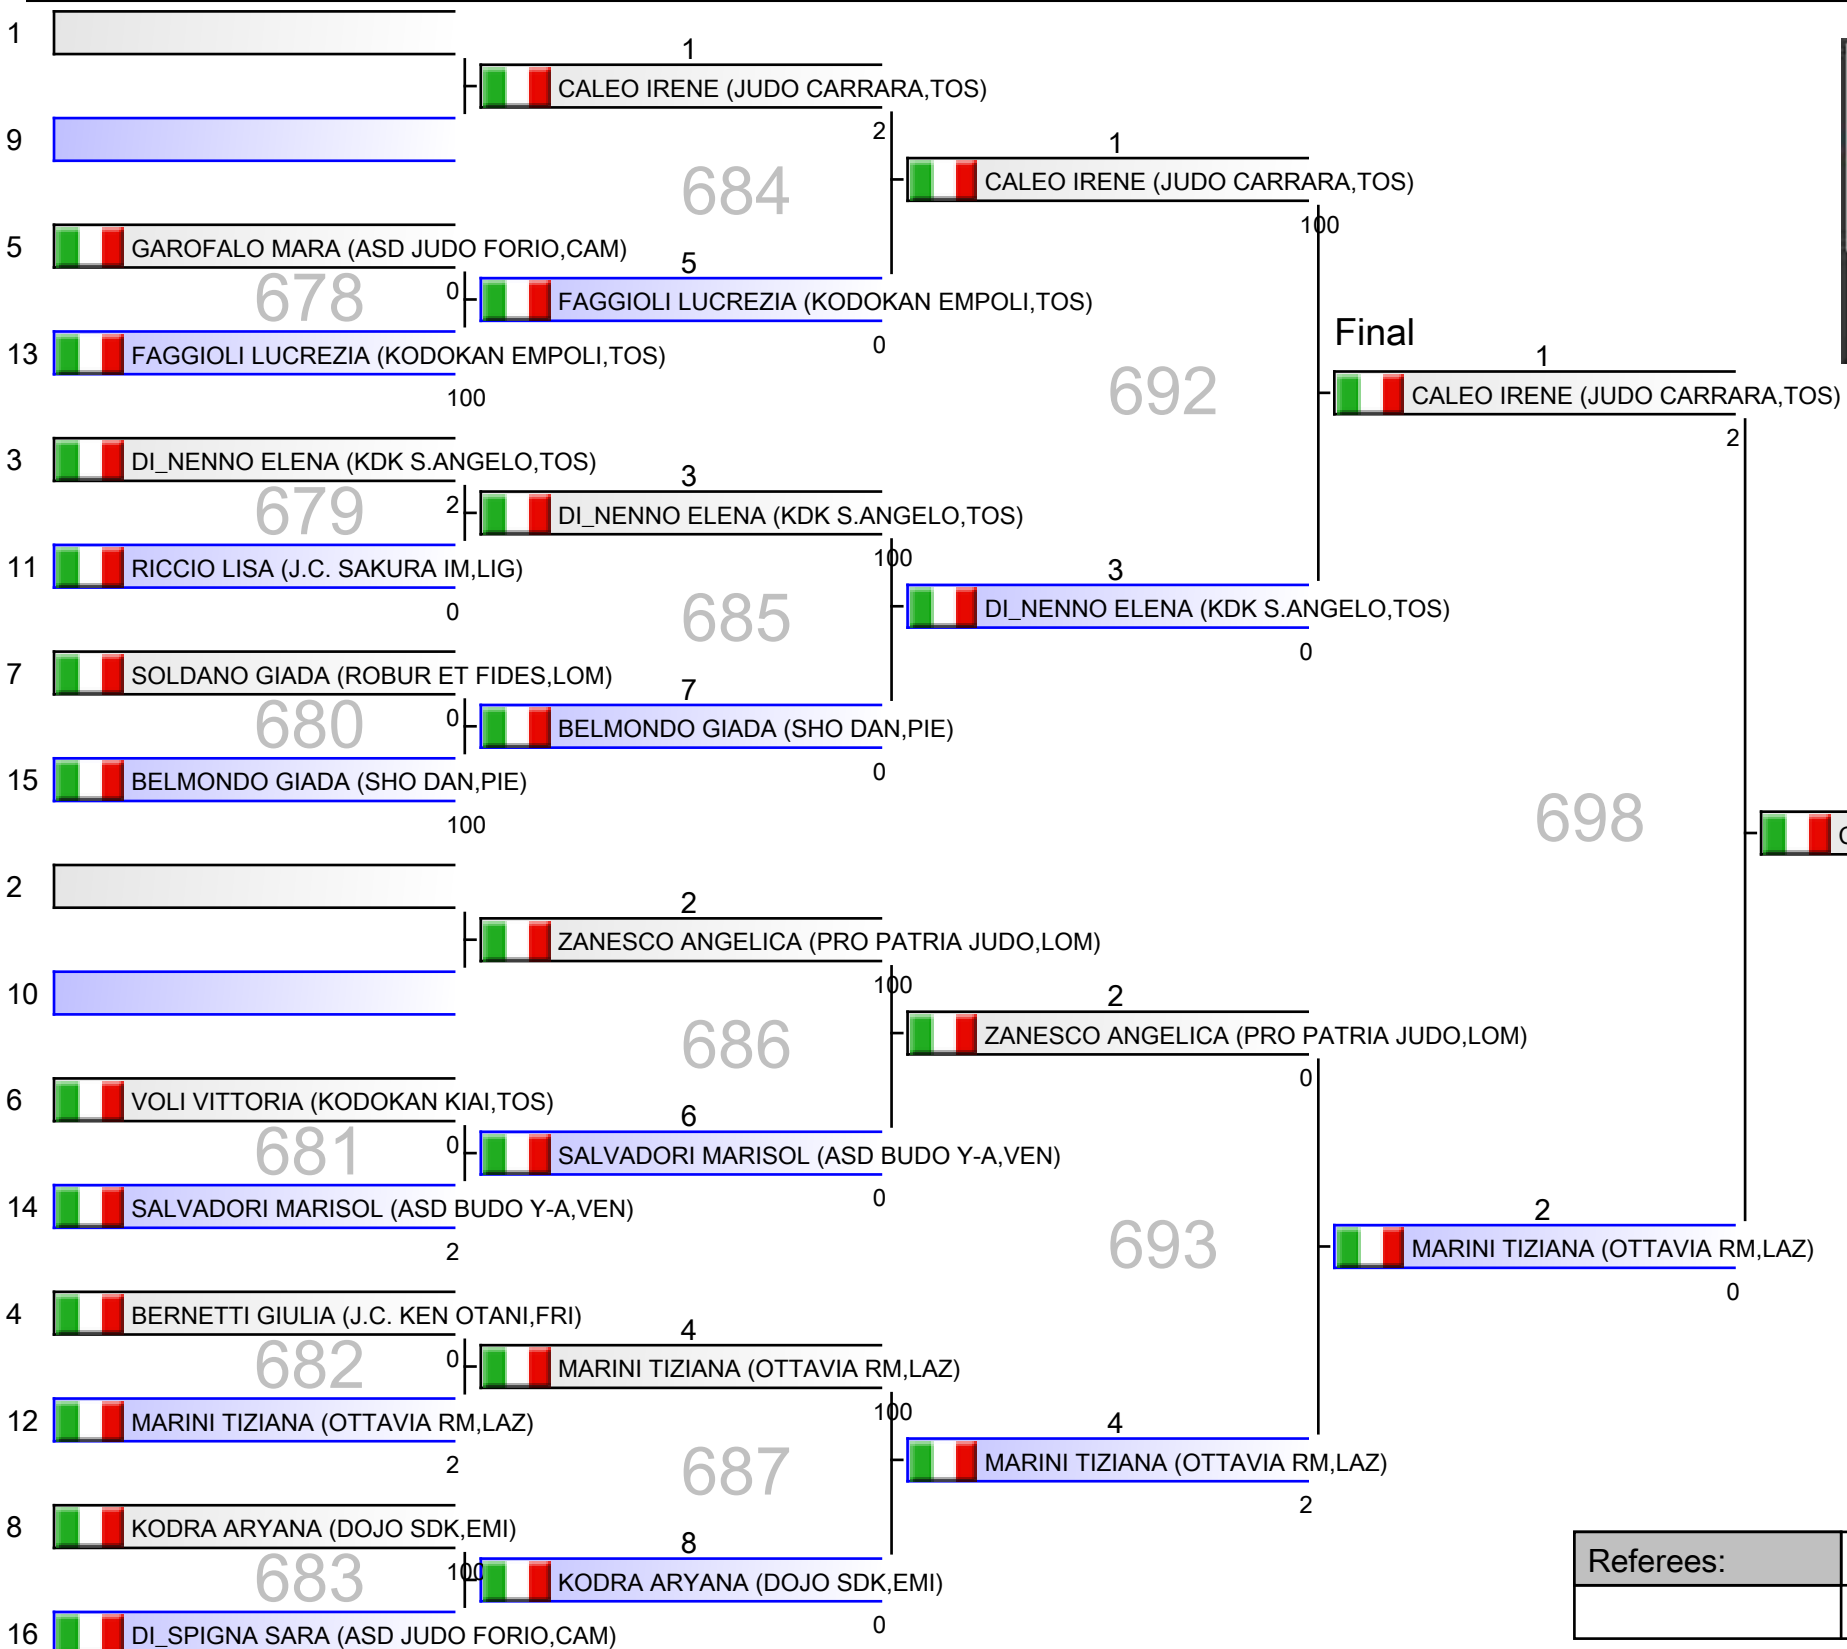 1
1
CALEO IRENE (JUDO CARRARA,TOS)
2
9
684
1
CALEO IRENE (JUDO CARRARA,TOS)
100
5
GAROFALO MARA (ASD JUDO FORIO,CAM)
678
0
5
FAGGIOLI LUCREZIA (KODOKAN EMPOLI,TOS)
0
13
FAGGIOLI LUCREZIA (KODOKAN EMPOLI,TOS)
100
692
Final
1
CALEO IRENE (JUDO CARRARA,TOS)
2
3
DI_NENNO ELENA (KDK S.ANGELO,TOS)
679
2
3
DI_NENNO ELENA (KDK S.ANGELO,TOS)
100
11
RICCIO LISA (J.C. SAKURA IM,LIG)
0
685
3
DI_NENNO ELENA (KDK S.ANGELO,TOS)
0
7
SOLDANO GIADA (ROBUR ET FIDES,LOM)
680
0
7
BELMONDO GIADA (SHO DAN,PIE)
0
15
BELMONDO GIADA (SHO DAN,PIE)
100
698
2
2
ZANESCO ANGELICA (PRO PATRIA JUDO,LOM)
100
10
686
2
ZANESCO ANGELICA (PRO PATRIA JUDO,LOM)
0
6
VOLI VITTORIA (KODOKAN KIAI,TOS)
681
0
6
SALVADORI MARISOL (ASD BUDO Y-A,VEN)
0
14
SALVADORI MARISOL (ASD BUDO Y-A,VEN)
2
693
2
MARINI TIZIANA (OTTAVIA RM,LAZ)
0
4
BERNETTI GIULIA (J.C. KEN OTANI,FRI)
682
0
4
MARINI TIZIANA (OTTAVIA RM,LAZ)
100
12
MARINI TIZIANA (OTTAVIA RM,LAZ)
2
687
4
MARINI TIZIANA (OTTAVIA RM,LAZ)
2
8
KODRA ARYANA (DOJO SDK,EMI)
683
100
8
KODRA ARYANA (DOJO SDK,EMI)
0
16
DI_SPIGNA SARA (ASD JUDO FORIO,CAM)
Referees: